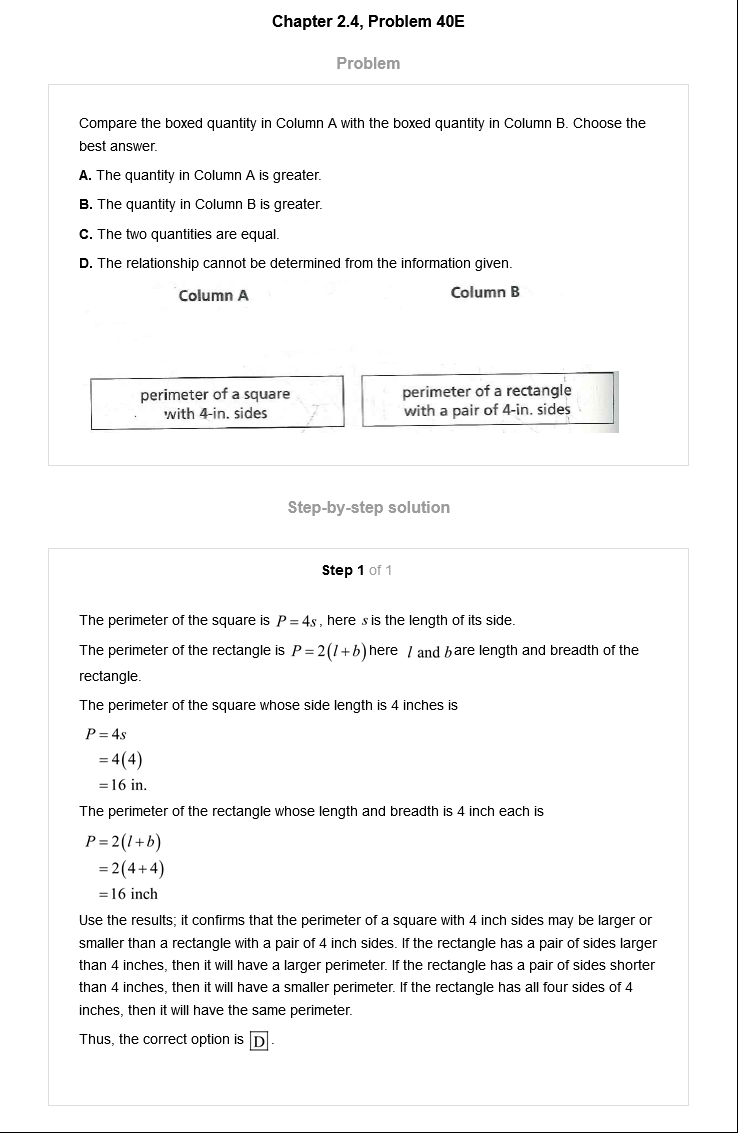 Chapter 2.4, Problem 40E
Problem
Compare the boxed quantity in Column A with the boxed quantity in Column B. Choose the
best answer.
A. The quantity in Column A is greater.
B. The quantity in Column B is greater.
C. The two quantities are equal.
D. The relationship cannot be determined from the information given.
Column A
Column B
perimeter of a square
with 4-in. sides
perimeter of a rectangle
with a pair of 4-in. sides
Step-by-step solution
Step 1 of 1
The perimeter of the square is P = 4s, here s is the length of its side.
The perimeter of the rectangle is P = 2(l + b) here l and b are length and breadth of the
rectangle.
The perimeter of the square whose side length is 4 inches is
P = 4s
= 4(4)
= 16 in.
The perimeter of the rectangle whose length and breadth is 4 inch each is
P = 2(l + b)
= 2(4 + 4)
= 16 inch
Use the results; it confirms that the perimeter of a square with 4 inch sides may be larger or
smaller than a rectangle with a pair of 4 inch sides. If the rectangle has a pair of sides larger
than 4 inches, then it will have a larger perimeter. If the rectangle has a pair of sides shorter
than 4 inches, then it will have a smaller perimeter. If the rectangle has all four sides of 4
inches, then it will have the same perimeter.
Thus, the correct option is D.